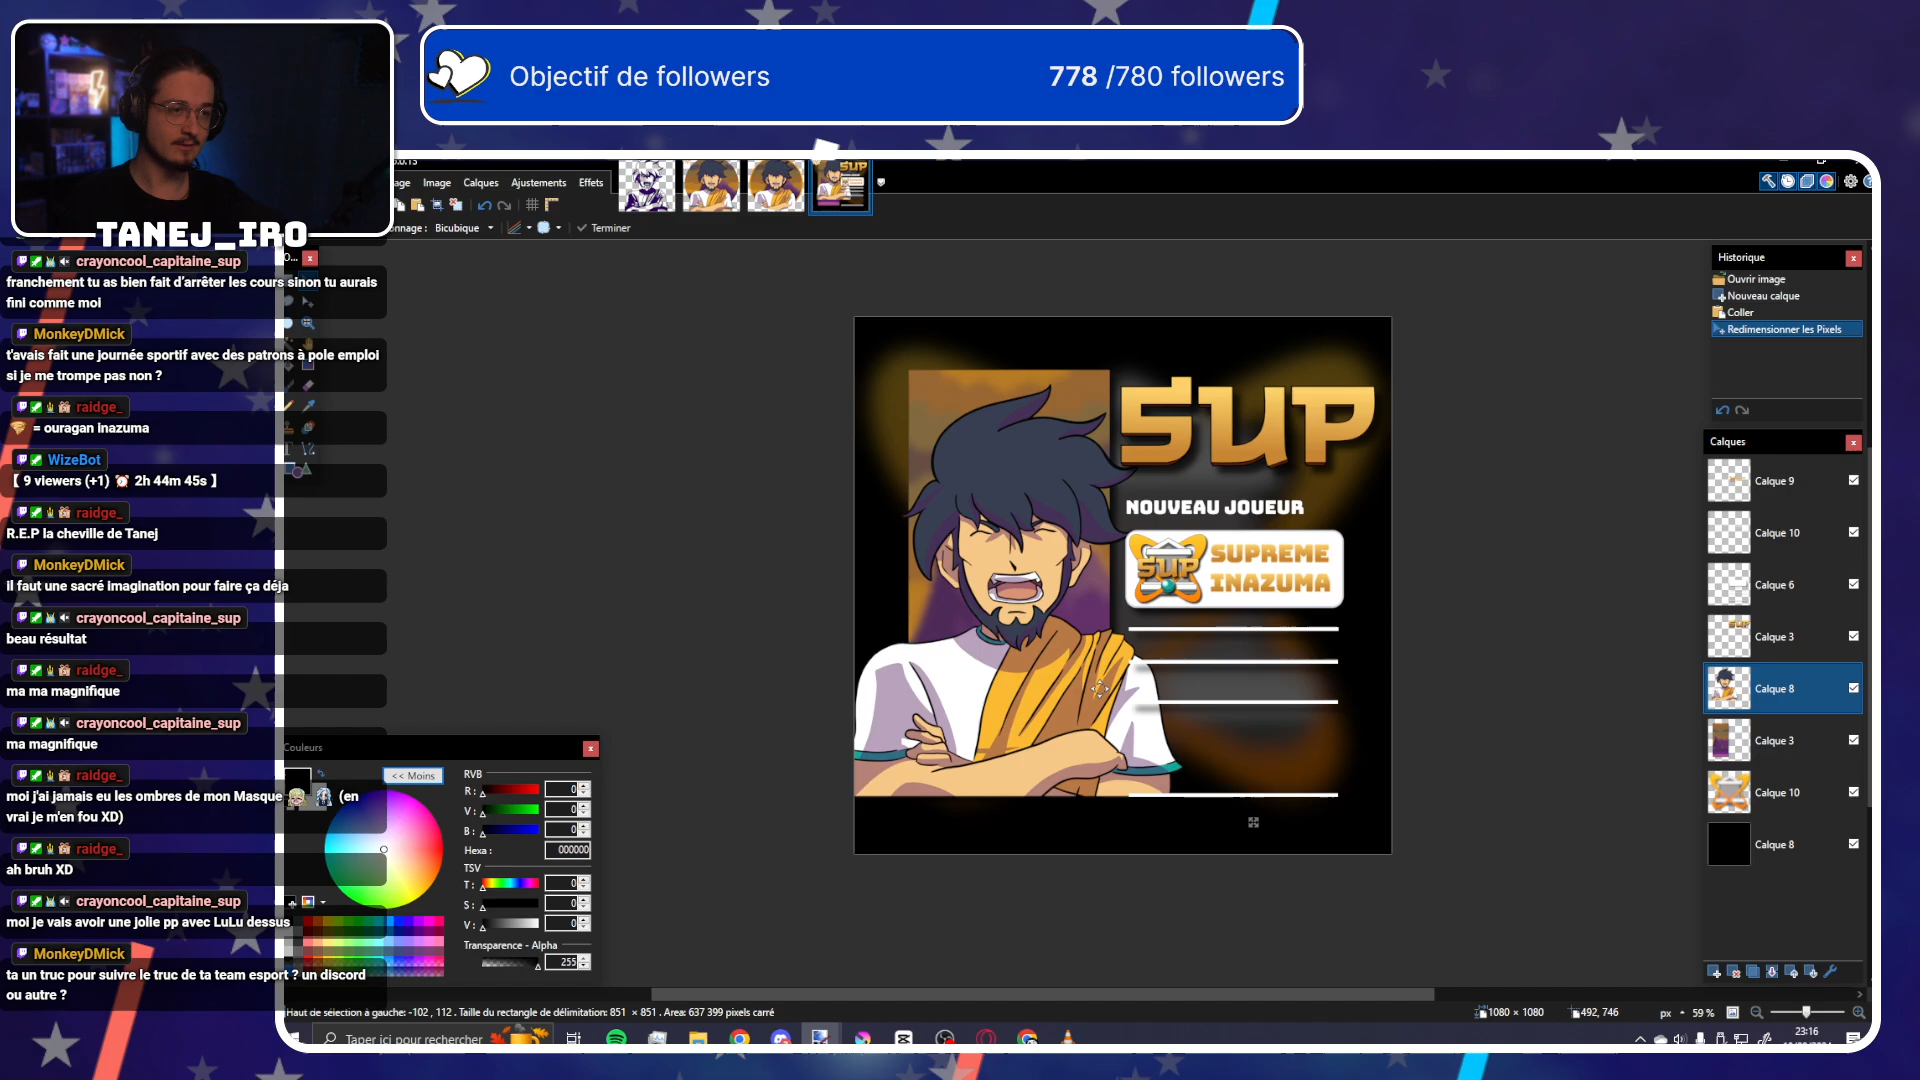 Objectif de followers
778 /780 followers
TANEJ_IRO
crayoncool_capitaine_sup
franchement tu as bien fait d'arrêter les cours sinon tu aurais
fini comme moi
MonkeyDMick
t'avais fait une journée sportif avec des patrons à pole emploi
si je me trompe pas non ?
raidge_
= ouragan inazuma
WizeBot
【 9 viewers (+1) ⏰ 2h 44m 45s 】
raidge_
R.E.P la cheville de Tanej
MonkeyDMick
il faut une sacré imagination pour faire ça déja
crayoncool_capitaine_sup
beau résultat
raidge_
ma ma magnifique
crayoncool_capitaine_sup
ma magnifique
raidge_
moi j'ai jamais eu les ombres de mon Masque (en
vrai je m'en fou XD)
raidge_
ah bruh XD
crayoncool_capitaine_sup
moi je vais avoir une jolie pp avec LuLu dessus
MonkeyDMick
ta un truc pour suivre le truc de ta team esport ? un discord
ou autre ?
age Image Calques Ajustements Effets
nnage : Bicubique
Terminer
O...
SUP
NOUVEAU JOUEUR
SUP
SUPREME
INAZUMA
Historique
Ouvrir image
Nouveau calque
Coller
Redimensionner les Pixels
Calques
Calque 9
Calque 10
Calque 6
Calque 3
Calque 8
Calque 3
Calque 10
Calque 8
Couleurs
<< Moins
RVB
R : 0
V : 0
B : 0
Hexa : 000000
TSV
T : 0
S : 0
V : 0
Transparence - Alpha
255
Haut de sélection à gauche: -102 , 112 . Taille du rectangle de délimitation: 851 × 851 . Area: 637 399 pixels carré
1080 × 1080
492, 746
px
59 %
Taper ici pour rechercher
23:16